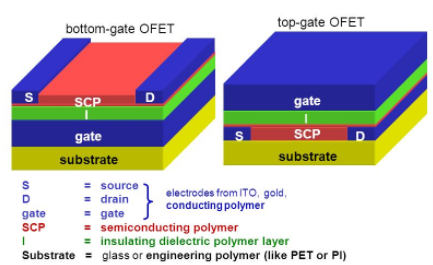 bottom-gate OFET
top-gate OFET
S SCP D
I
gate
substrate
gate
I
S SCP D
substrate
S = source
D = drain
gate = gate
electrodes from ITO, gold,
conducting polymer
SCP = semiconducting polymer
I = insulating dielectric polymer layer
Substrate = glass or engineering polymer (like PET or PI)